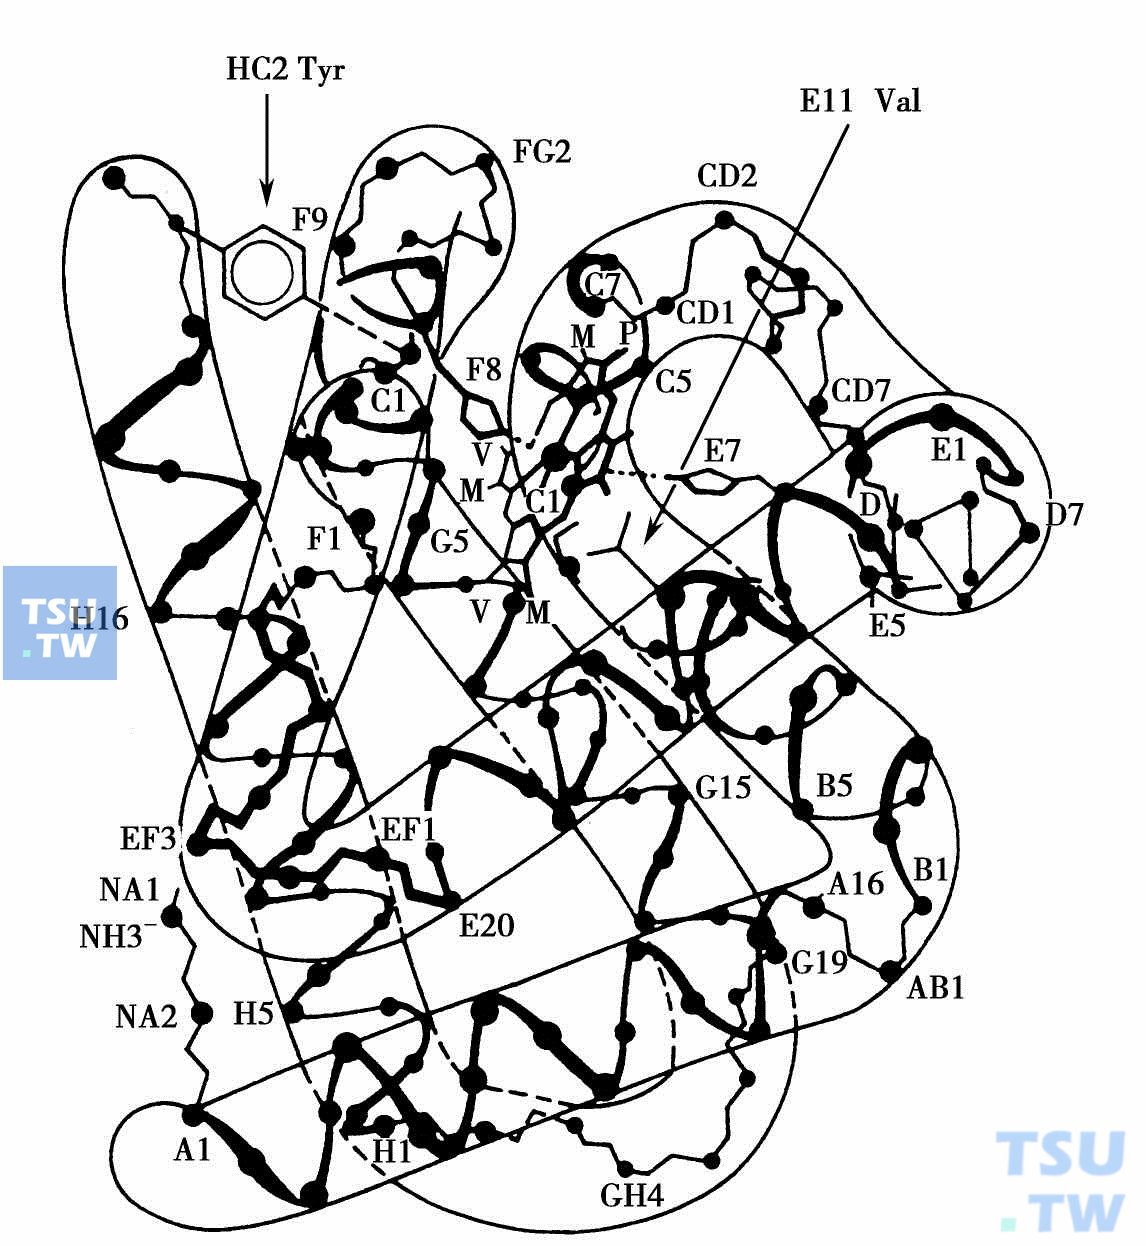 HC2 Tyr
E11 Val
FG2
CD2
F9
C7
CD1
M P
F8
C5
C1
CD7
E1
V
E7
M
C1
D
D7
F1
G5
H16
V M
E5
TSU
.TW
G15
B5
EF3
EF1
NA1
A16
B1
NH3⁻
E20
G19
AB1
NA2
H5
A1
H1
GH4
TSU
.TW